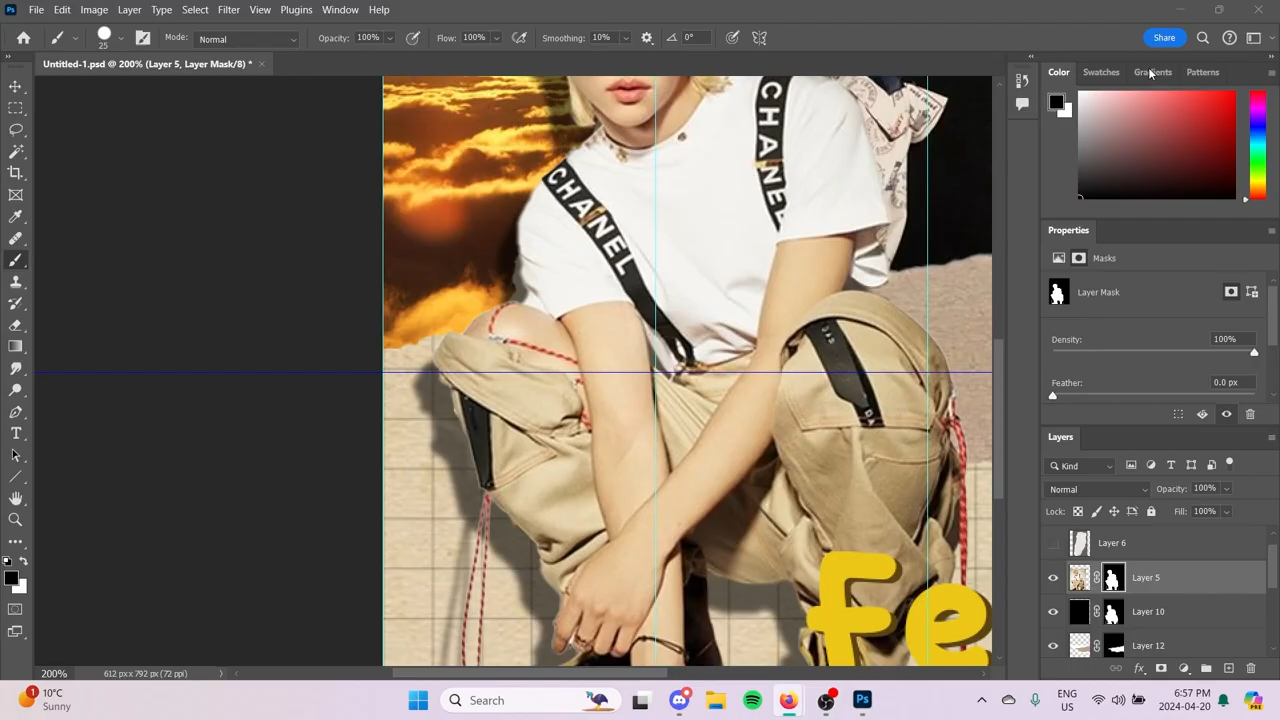 File Edit Image Layer Type Select Filter View Plugins Window Help
25 Mode: Normal Opacity: 100% Flow: 100% Smoothing: 10% 0° Share
Untitled-1.psd @ 200% (Layer 5, Layer Mask/8) *
Color Swatches Gradients Patterns
CHANEL
CHANEL
Properties
Masks
Layer Mask
Density: 100%
Feather: 0.0 px
Layers
Kind
Normal Opacity: 100%
Lock: Fill: 100%
Layer 6
Layer 5
Layer 10
Layer 12
fe
200% 612 px x 792 px (72 ppi)
1 10°C
Sunny
Search
ENG
US
6:57 PM
2024-04-20